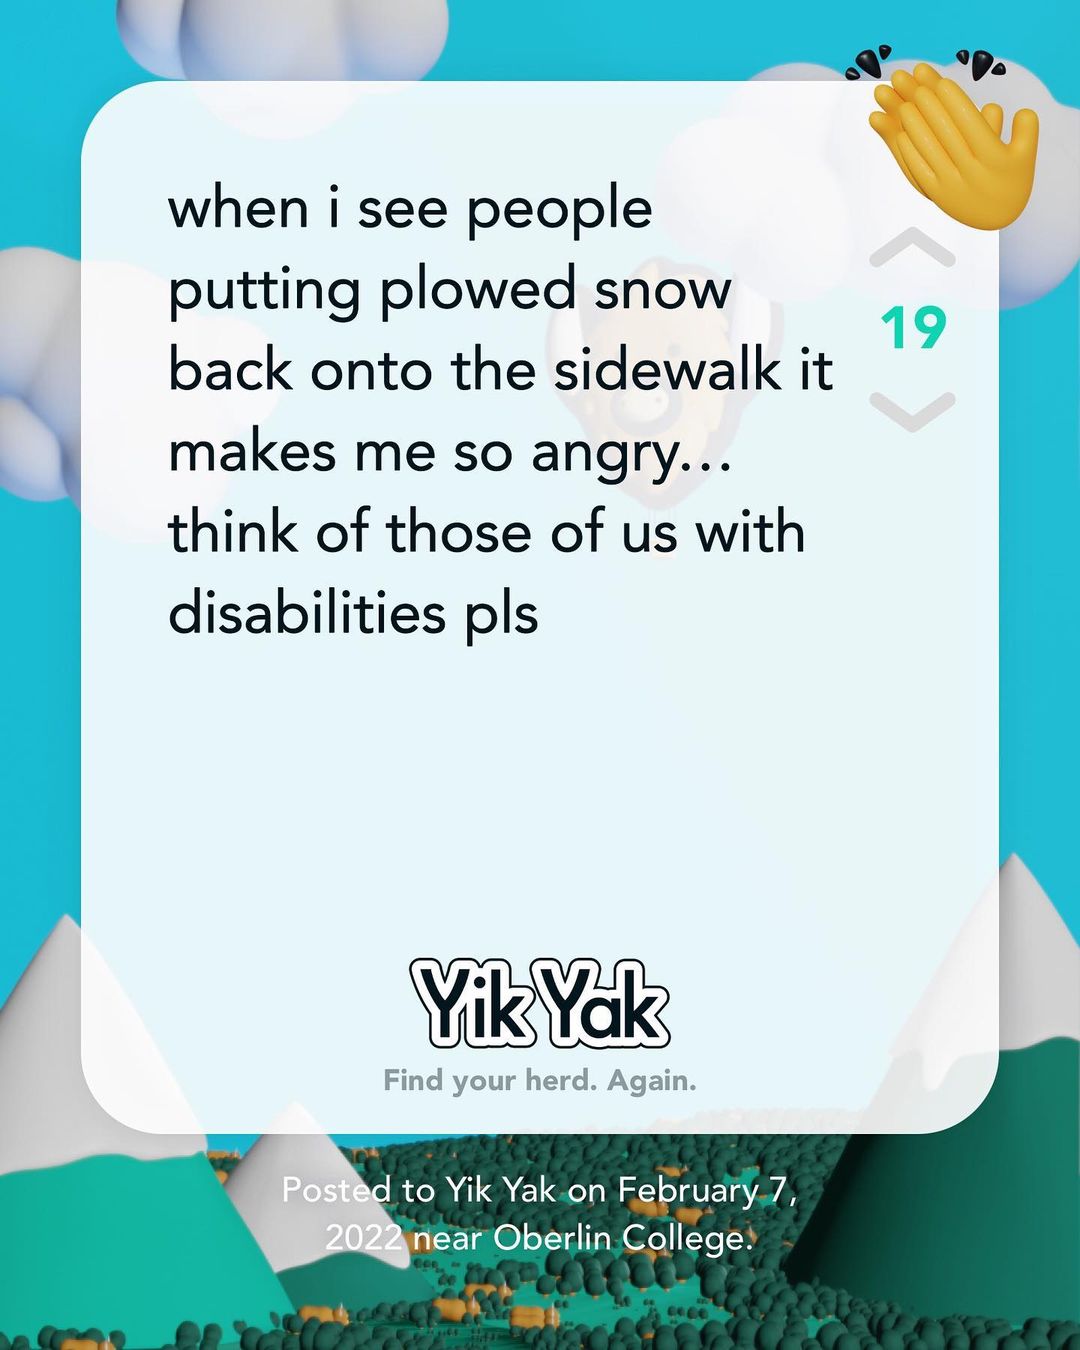 when i see people
putting plowed snow
back onto the sidewalk it
makes me so angry...
think of those of us with
disabilities pls
19
Yik Yak
Find your herd. Again.
Posted to Yik Yak on February 7,
2022 near Oberlin College.